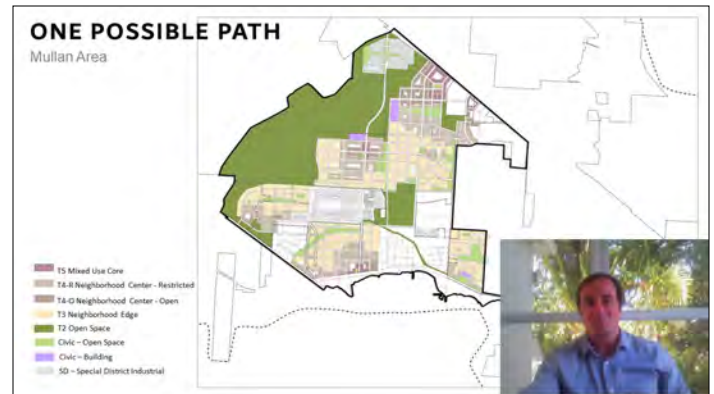 ONE POSSIBLE PATH
Mullan Area
T5 Mixed Use Core
T4-R Neighborhood Center - Restricted
T4-O Neighborhood Center - Open
T3 Neighborhood Edge
T2 Open Space
Civic – Open Space
Civic – Building
SD – Special District Industrial